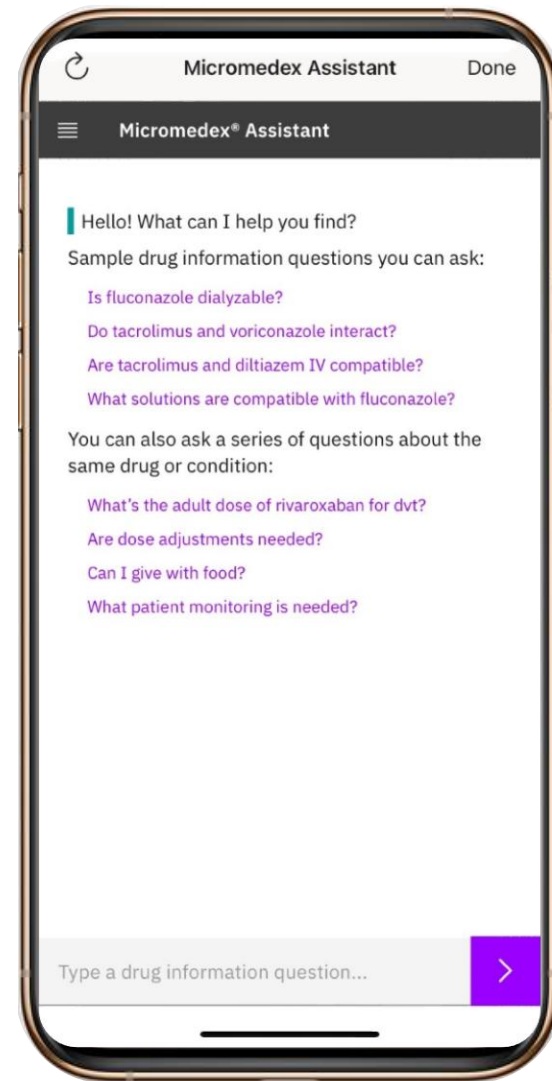 Micromedex Assistant Done
Micromedex® Assistant
Hello! What can I help you find?
Sample drug information questions you can ask:
Is fluconazole dialyzable?
Do tacrolimus and voriconazole interact?
Are tacrolimus and diltiazem IV compatible?
What solutions are compatible with fluconazole?
You can also ask a series of questions about the
same drug or condition:
What's the adult dose of rivaroxaban for dvt?
Are dose adjustments needed?
Can I give with food?
What patient monitoring is needed?
Type a drug information question...